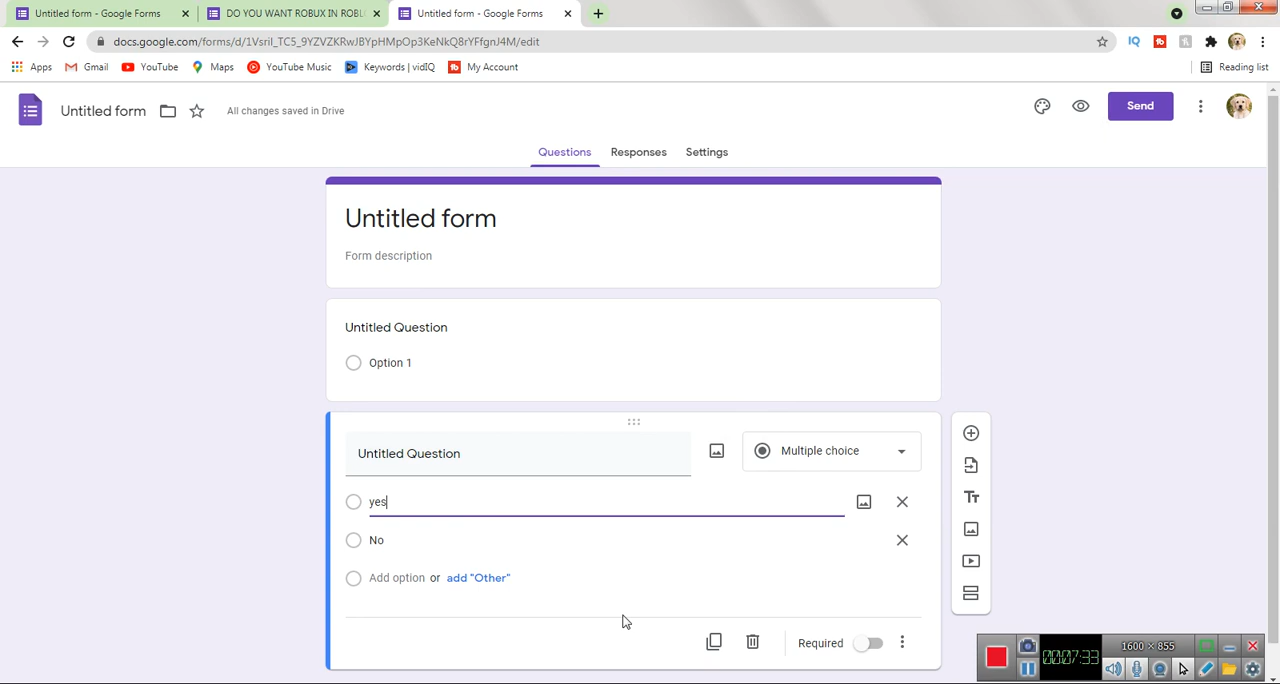 Untitled form - Google Forms
DO YOU WANT ROBUX IN ROBL
Untitled form - Google Forms
docs.google.com/forms/d/1Vsril_TC5_9YZVZKRwJBYpHMpOp3KeNkQ8rYFfgnJ4M/edit
Apps
Gmail
YouTube
Maps
YouTube Music
Keywords | vidIQ
My Account
Reading list
Untitled form
All changes saved in Drive
Send
Questions
Responses
Settings
Untitled form
Form description
Untitled Question
Option 1
Untitled Question
Multiple choice
yes
No
Add option or add "Other"
Required
1600 × 855
00:07:33